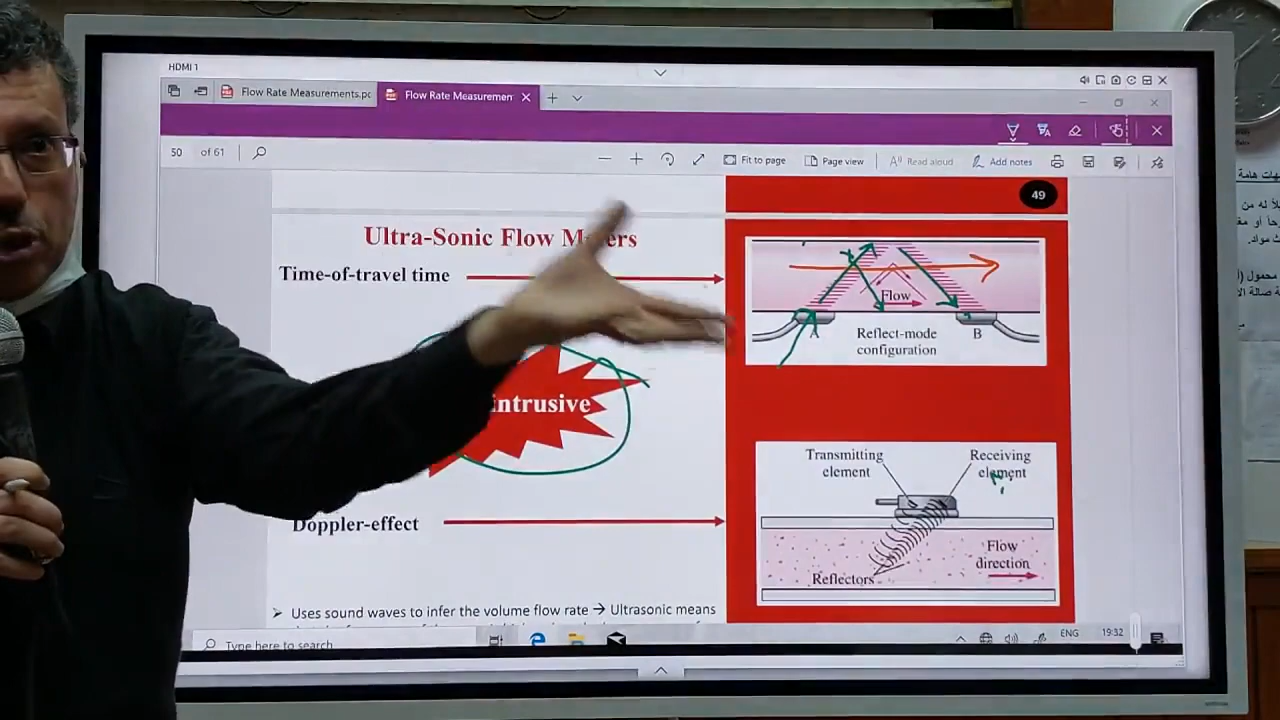 HDMI 1
Flow Rate Measurements.pc
Flow Rate Measuremen
50 of 61
Fit to page
Page view
Read aloud
Add notes
49
Ultra-Sonic Flow M
ers
Time-of-travel time
Flow
A
Reflect-mode
configuration
B
intrusive
Transmitting
element
Receiving
element
Doppler-effect
Flow
direction
Reflectors
Uses sound waves to infer the volume flow rate → Ultrasonic means
Type here to search
ENG
19:32